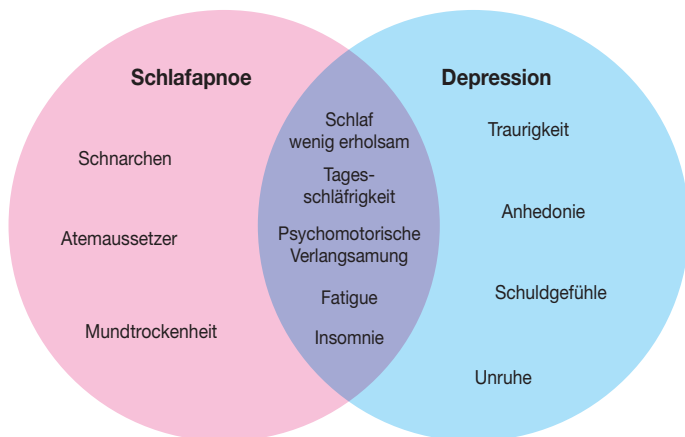 Schlafapnoe
Schnarchen
Atemaussetzer
Mundtrockenheit
Schlaf
wenig erholsam
Tages-
schläfrigkeit
Psychomotorische
Verlangsamung
Fatigue
Insomnie
Depression
Traurigkeit
Anhedonie
Schuldgefühle
Unruhe